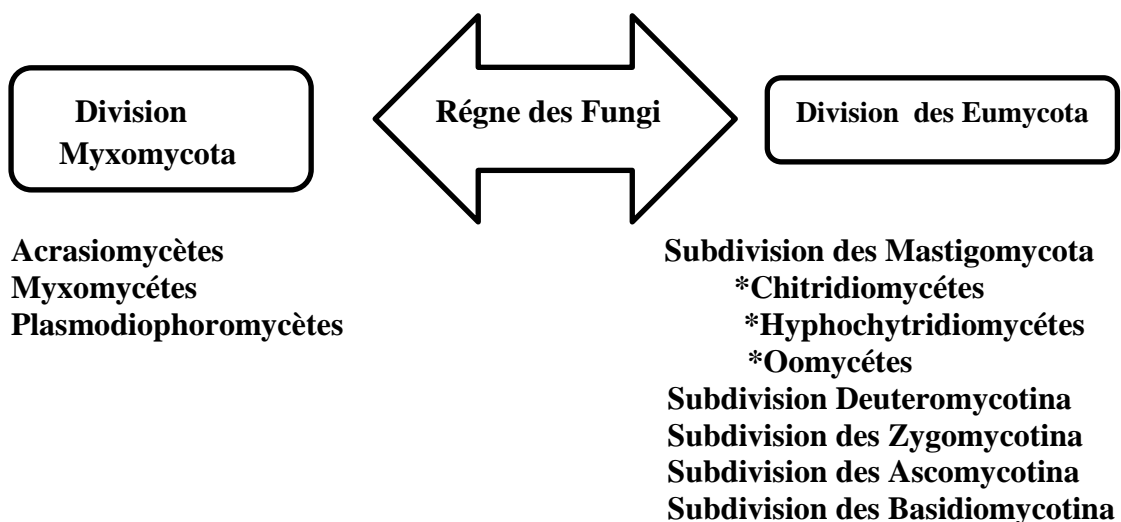 Division
Myxomycota
Régne des Fungi
Division des Eumycota
Acrasiomycètes
Myxomycétes
Plasmodiophoromycètes
Subdivision des Mastigomycota
*Chitridiomycétes
*Hyphochytridiomycétes
*Oomycétes
Subdivision Deuteromycotina
Subdivision des Zygomycotina
Subdivision des Ascomycotina
Subdivision des Basidiomycotina